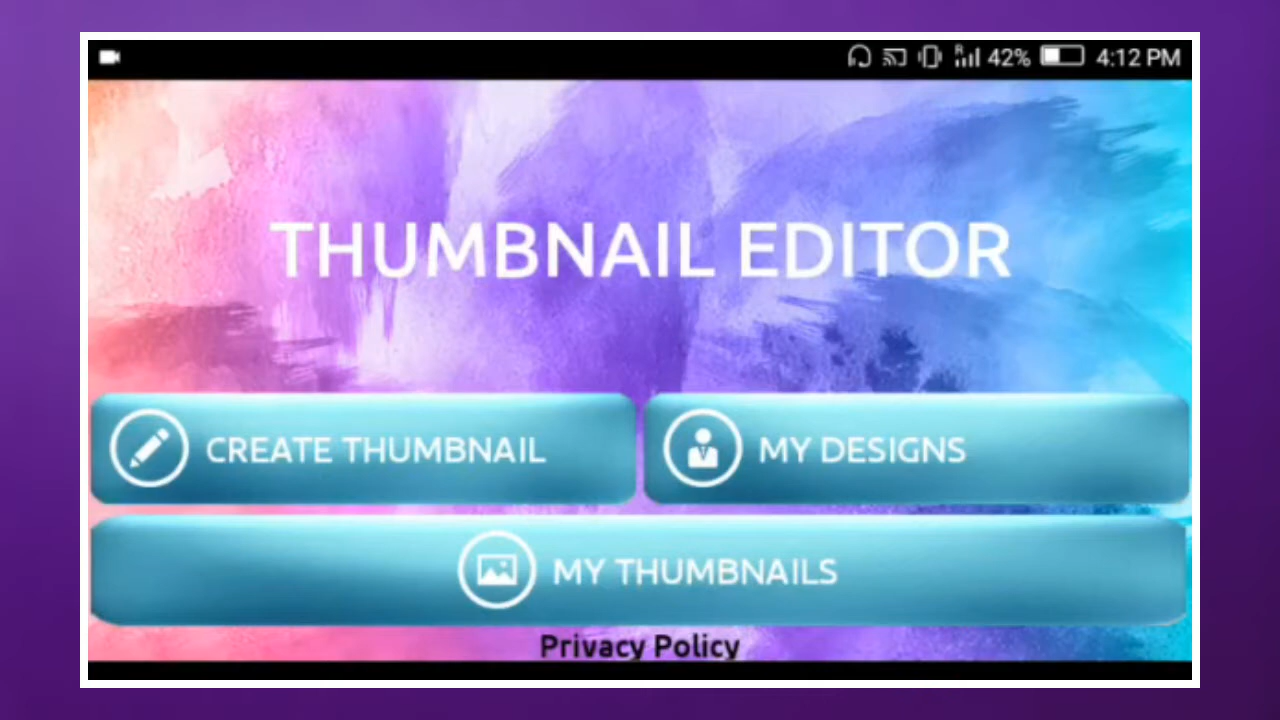 42% 4:12 PM
THUMBNAIL EDITOR
CREATE THUMBNAIL
MY DESIGNS
MY THUMBNAILS
Privacy Policy